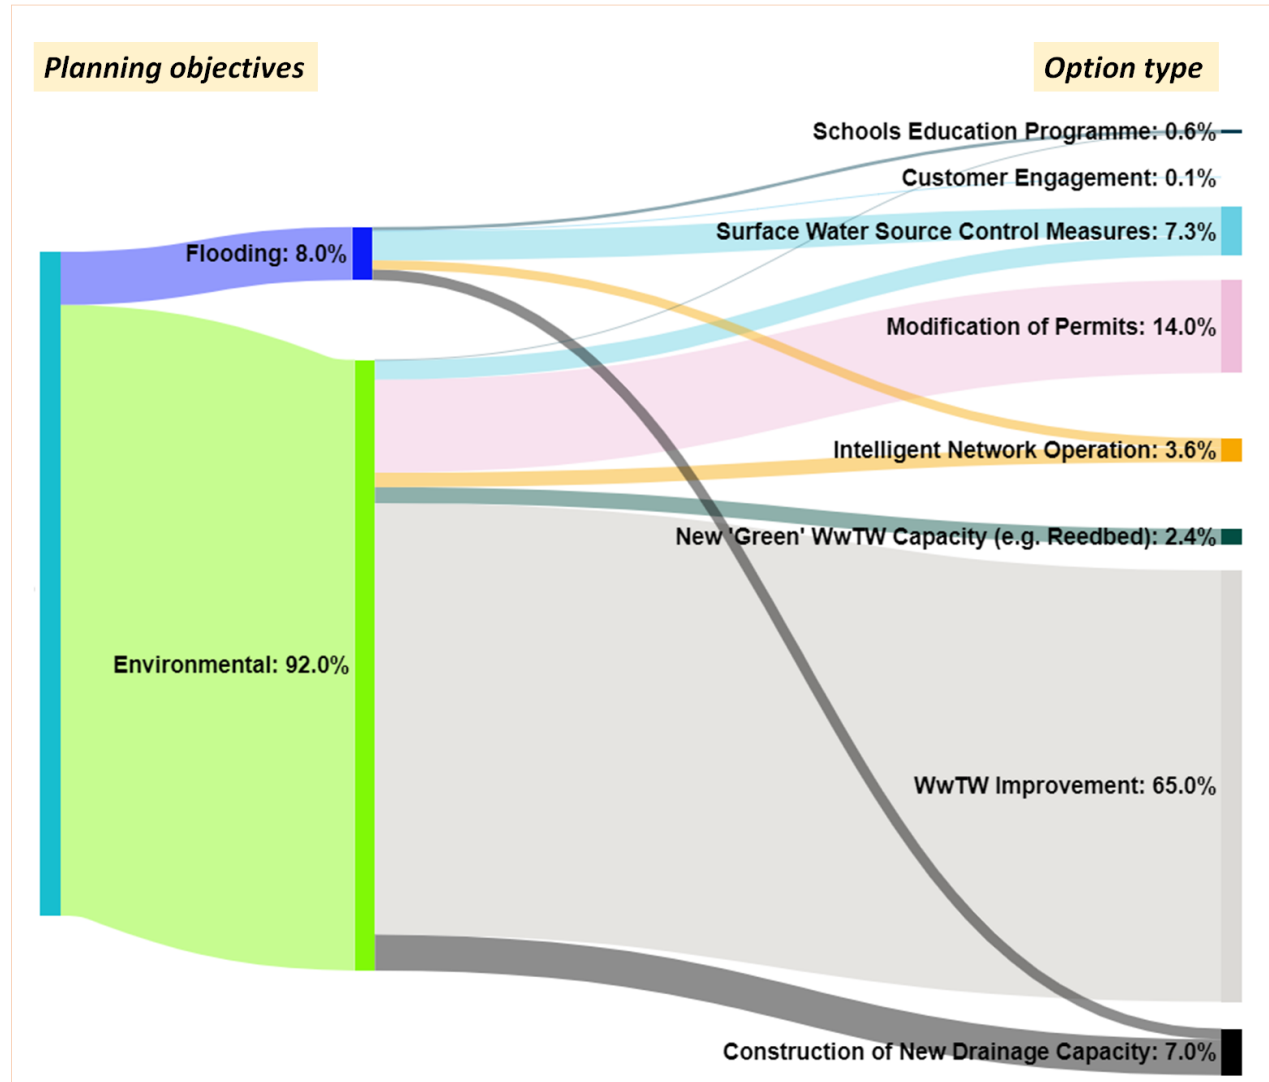 Planning objectives
Option type
Schools Education Programme: 0.6%
Customer Engagement: 0.1%
Surface Water Source Control Measures: 7.3%
Flooding: 8.0%
Modification of Permits: 14.0%
Intelligent Network Operation: 3.6%
New 'Green' WwTW Capacity (e.g. Reedbed): 2.4%
Environmental: 92.0%
WwTW Improvement: 65.0%
Construction of New Drainage Capacity: 7.0%